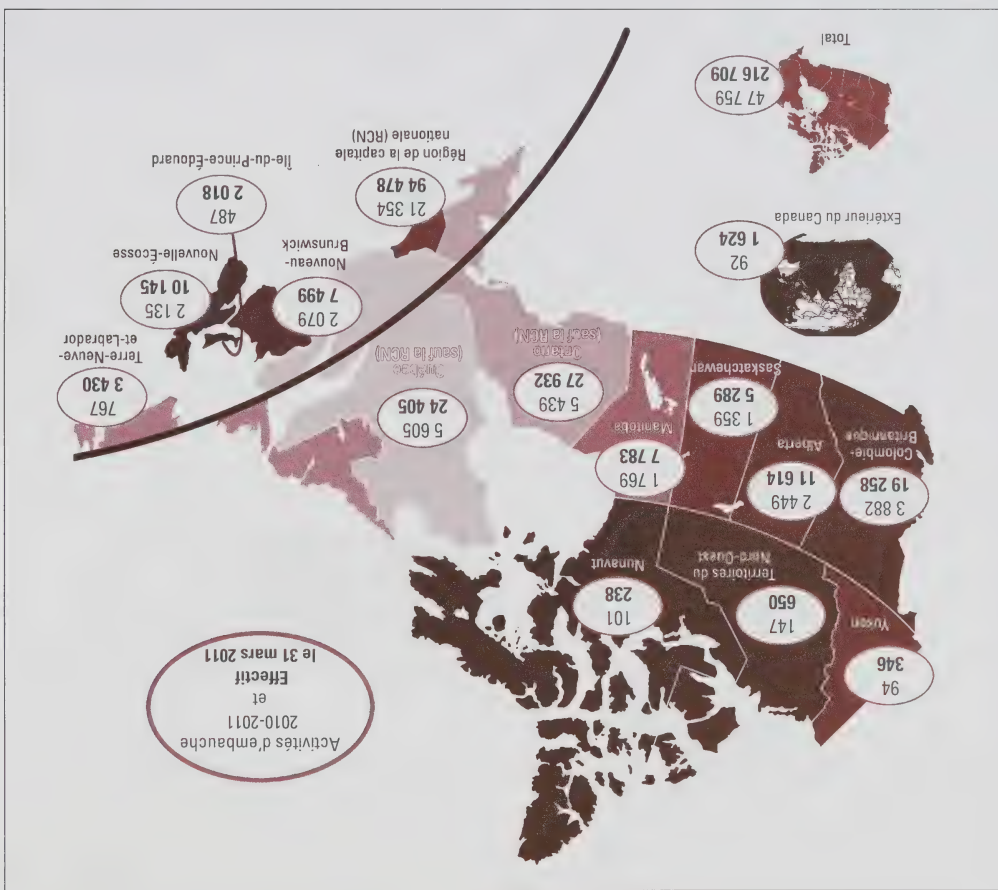 Activités d'embauche
2010-2011
et
Effectif
le 31 mars 2011
94
346
Yukon
147
650
Territoires du
Nord-Ouest
101
238
Nunavut
3 882
19 258
Colombie-
Britannique
2 449
11 614
Alberta
1 359
5 289
Saskatchewan
1 769
7 783
Manitoba
5 439
27 932
Ontario
(sauf la RCN)
5 605
24 405
Québec
(sauf la RCN)
767
3 430
Terre-Neuve-
et-Labrador
2 079
7 499
Nouveau-
Brunswick
2 135
10 145
Nouvelle-Écosse
487
2 018
Île-du-Prince-Édouard
21 354
94 478
Région de la capitale
nationale (RCN)
92
1 624
Extérieur du Canada
47 759
216 709
Total